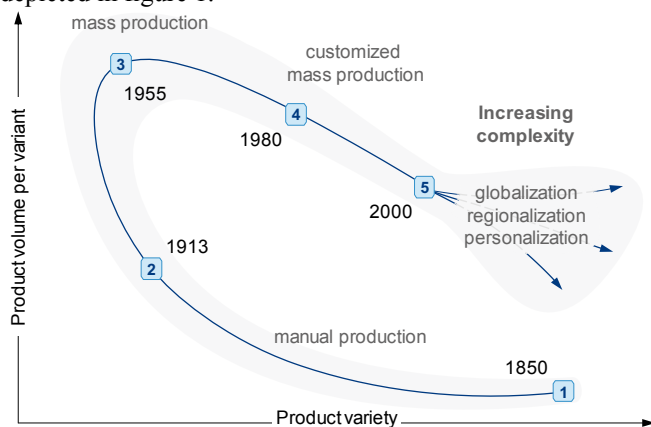 depicted in figure 1.
mass production
3
1955
customized
mass production
4
1980
Increasing
complexity
5
2000
globalization
regionalization
personalization
1913
2
manual production
1850
1
Product volume per variant
Product variety